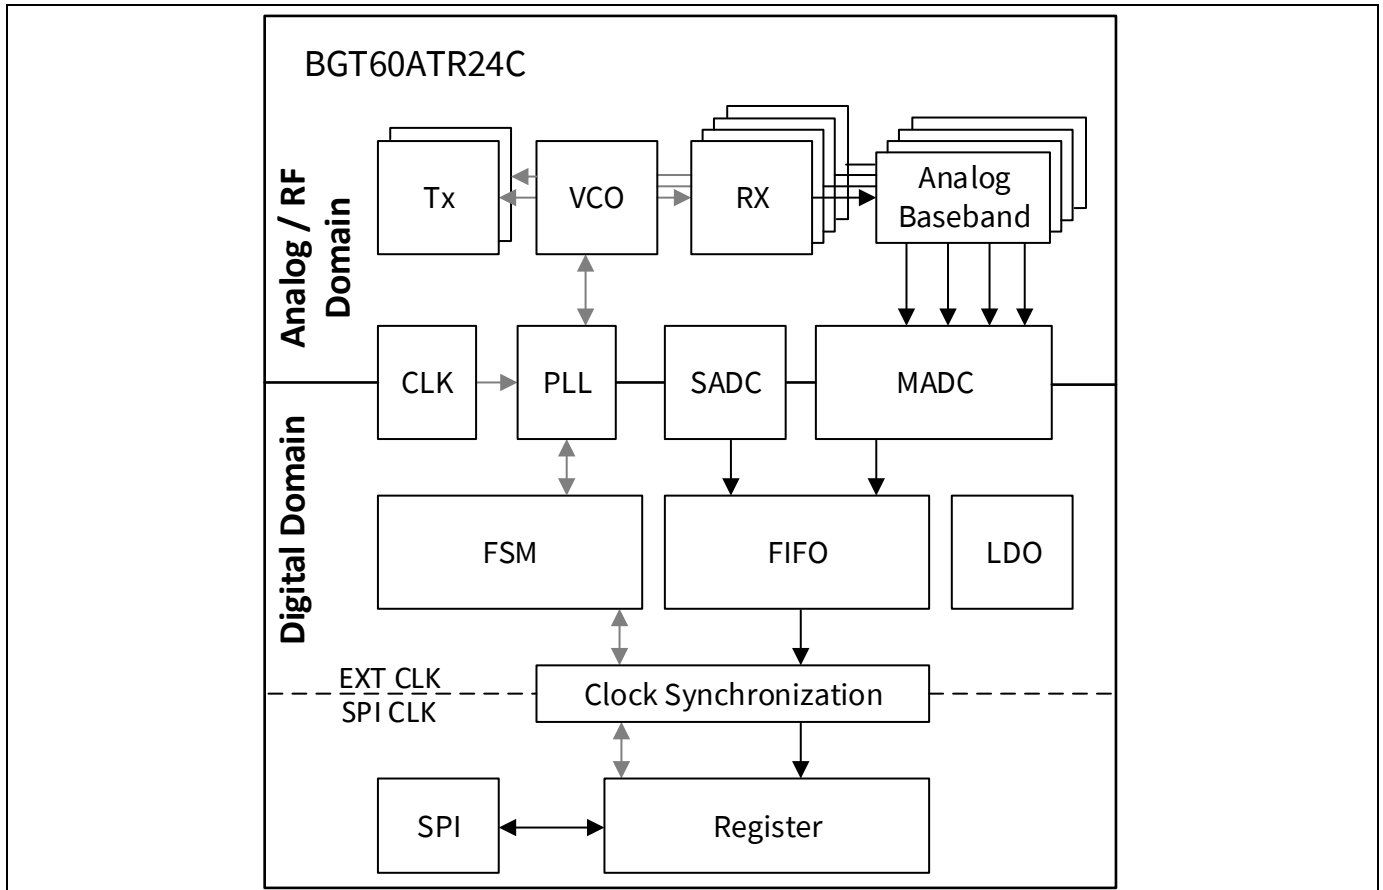 BGT60ATR24C
Analog / RF
Domain
Tx
VCO
RX
Analog
Baseband
CLK
PLL
SADC
MADC
Digital Domain
FSM
FIFO
LDO
EXT CLK
SPI CLK
Clock Synchronization
SPI
Register